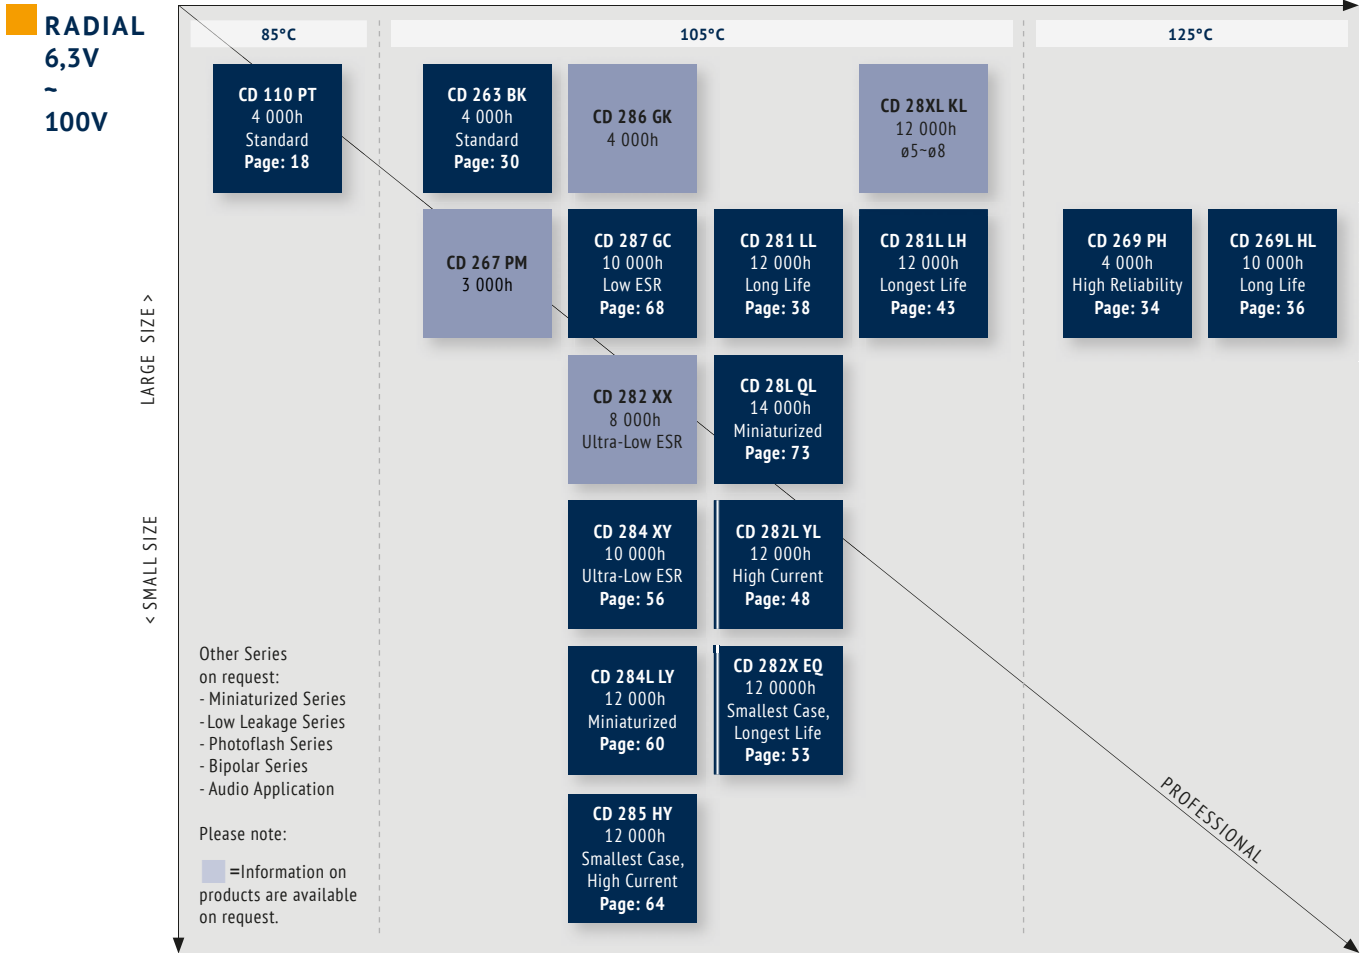 RADIAL
6,3V
~
100V
85°C
105°C
125°C
CD 110 PT
4 000h
Standard
Page: 18
CD 263 BK
4 000h
Standard
Page: 30
CD 286 GK
4 000h
CD 28XL KL
12 000h
ø5~ø8
CD 267 PM
3 000h
CD 287 GC
10 000h
Low ESR
Page: 68
CD 281 LL
12 000h
Long Life
Page: 38
CD 281L LH
12 000h
Longest Life
Page: 43
CD 269 PH
4 000h
High Reliability
Page: 34
CD 269L HL
10 000h
Long Life
Page: 36
LARGE SIZE >
CD 282 XX
8 000h
Ultra-Low ESR
CD 28L QL
14 000h
Miniaturized
Page: 73
< SMALL SIZE
CD 284 XY
10 000h
Ultra-Low ESR
Page: 56
CD 282L YL
12 000h
High Current
Page: 48
CD 284L LY
12 000h
Miniaturized
Page: 60
CD 282X EQ
12 0000h
Smallest Case,
Longest Life
Page: 53
CD 285 HY
12 000h
Smallest Case,
High Current
Page: 64
PROFESSIONAL
Other Series
on request:
- Miniaturized Series
- Low Leakage Series
- Photoflash Series
- Bipolar Series
- Audio Application
Please note:
=Information on
products are available
on request.